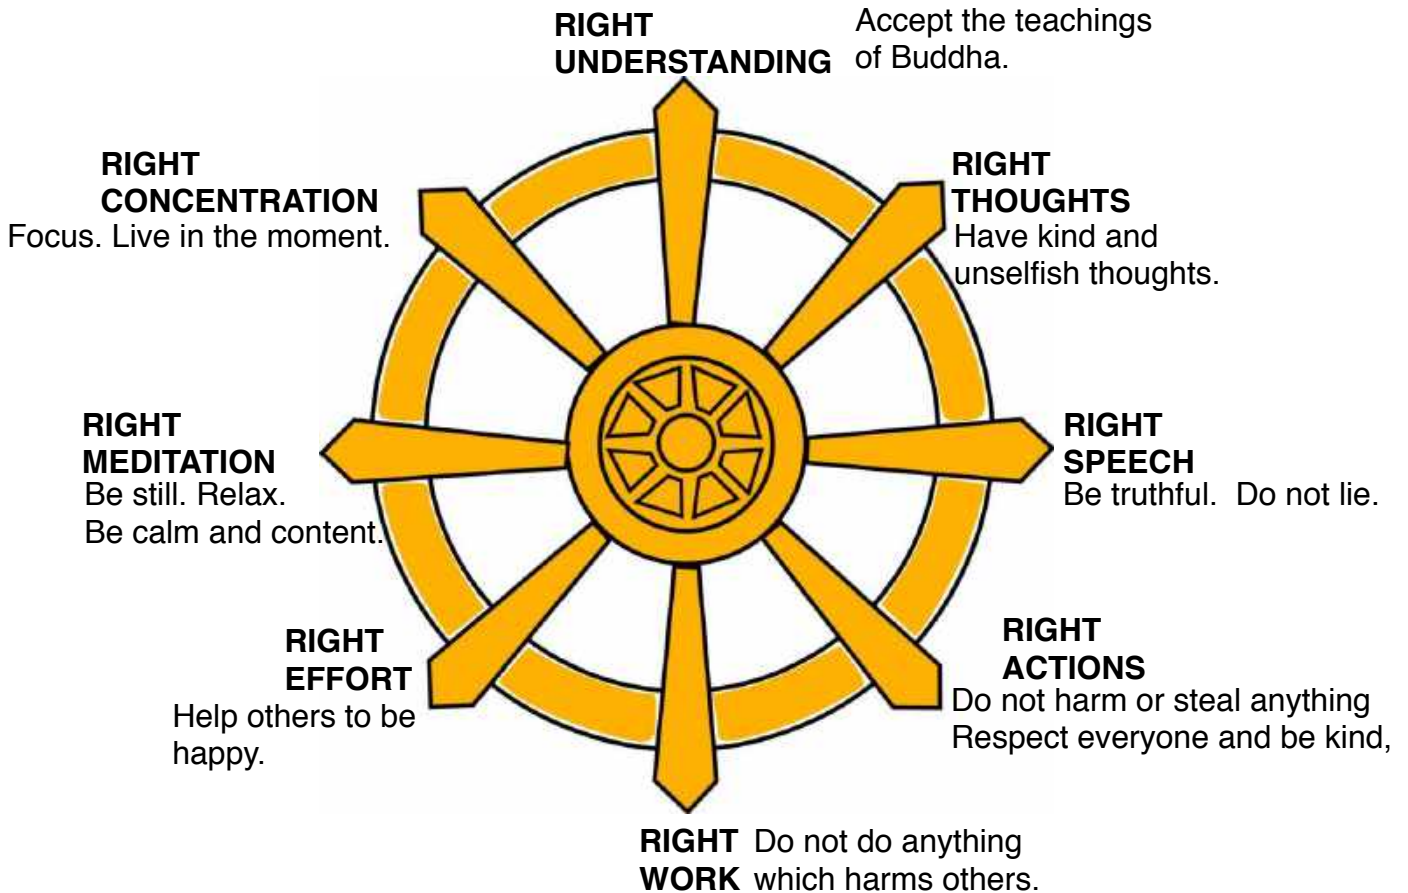 RIGHT
UNDERSTANDING
Accept the teachings
of Buddha.
RIGHT
THOUGHTS
Have kind and
unselfish thoughts.
RIGHT
SPEECH
Be truthful.  Do not lie.
RIGHT
ACTIONS
Do not harm or steal anything
Respect everyone and be kind,
RIGHT
WORK
Do not do anything
which harms others.
RIGHT
EFFORT
Help others to be
happy.
RIGHT
MEDITATION
Be still. Relax.
Be calm and content.
RIGHT
CONCENTRATION
Focus. Live in the moment.